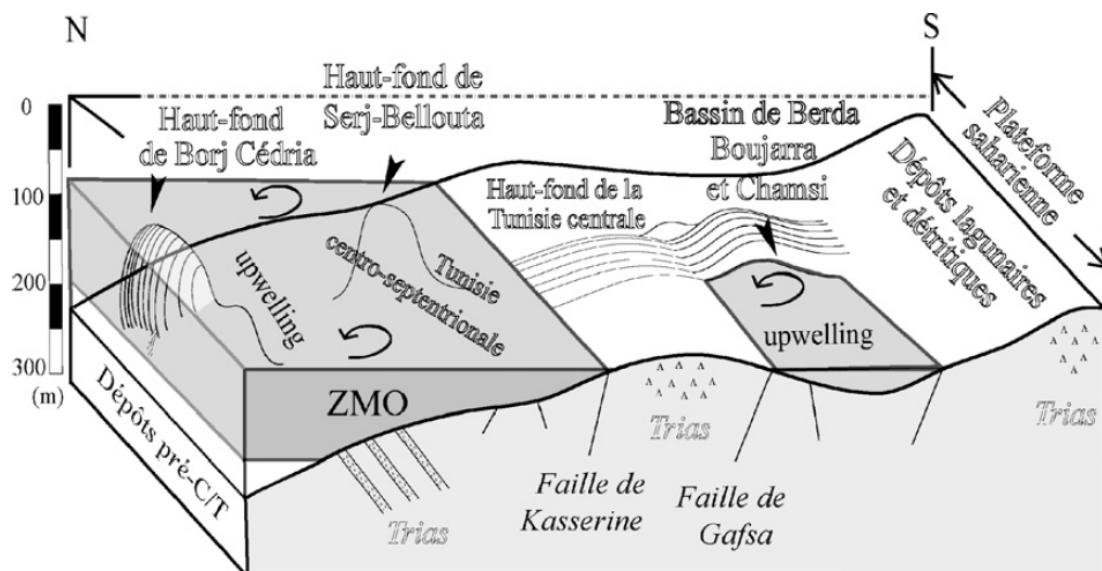 N
S
Haut-fond de
Serj-Bellouta
Haut-fond
de Borj Cédria
Bassin de Berda
Boujarra
et Chamsi
Plateforme
saharienne
Dépôts lagunaires
et détritiques
Haut-fond de la
Tunisie centrale
0
100
200
300
(m)
upwelling
Tunisie
centro-septentrionale
upwelling
ZMO
Dépôts pré-C/T
Trias
Trias
Trias
Faille de
Kasserine
Faille de
Gafsa